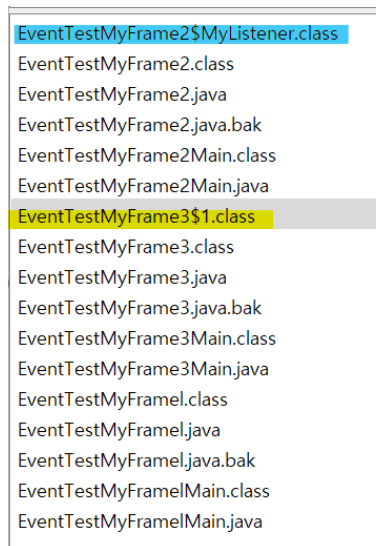 EventTestMyFrame2$MyListener.class
EventTestMyFrame2.class
EventTestMyFrame2.java
EventTestMyFrame2.java.bak
EventTestMyFrame2Main.class
EventTestMyFrame2Main.java
EventTestMyFrame3$1.class
EventTestMyFrame3.class
EventTestMyFrame3.java
EventTestMyFrame3.java.bak
EventTestMyFrame3Main.class
EventTestMyFrame3Main.java
EventTestMyFramel.class
EventTestMyFramel.java
EventTestMyFramel.java.bak
EventTestMyFramelMain.class
EventTestMyFramelMain.java